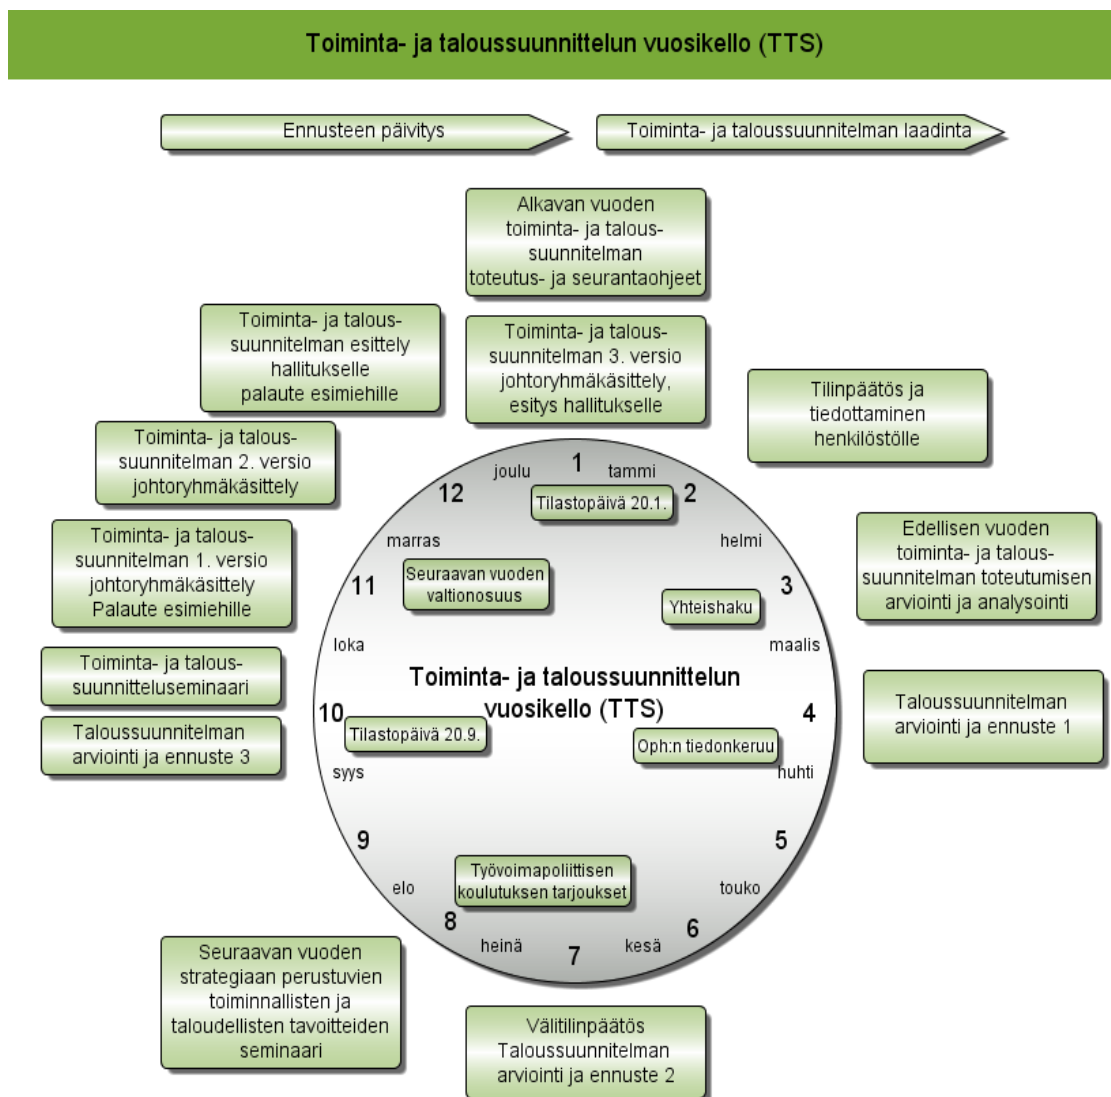 Toiminta- ja taloussuunnittelun vuosikello (TTS)
Ennusteen päivitys
Toiminta- ja taloussuunnitelman laadinta
Alkavan vuoden
toiminta- ja talous-
suunnitelman
toteutus- ja seurantaohjeet
Toiminta- ja talous-
suunnitelman esittely
hallitukselle
palaute esimiehille
Toiminta- ja talous-
suunnitelman 3. versio
johtoryhmäkäsittely,
esitys hallitukselle
Tilinpäätös ja
tiedottaminen
henkilöstölle
Toiminta- ja talous-
suunnitelman 2. versio
johtoryhmäkäsittely
Toiminta- ja talous-
suunnitelman 1. versio
johtoryhmäkäsittely
Palaute esimiehille
Edellisen vuoden
toiminta- ja talous-
suunnitelman toteutumisen
arviointi ja analysointi
Toiminta- ja talous-
suunnitteluseminaari
Taloussuunnitelman
arviointi ja ennuste 3
Taloussuunnitelman
arviointi ja ennuste 1
joulu
1
tammi
12
Tilastopäivä 20.1.
2
marras
helmi
11
Seuraavan vuoden
valtionosuus
3
Yhteishaku
loka
maalis
Toiminta- ja taloussuunnittelun
vuosikello (TTS)
10
4
Tilastopäivä 20.9.
Oph:n tiedonkeruu
syys
huhti
9
5
Työvoimapoliittisen
koulutuksen tarjoukset
elo
touko
8
6
heinä
7
kesä
Seuraavan vuoden
strategiaan perustuvien
toiminnallisten ja
taloudellisten tavoitteiden
seminaari
Välitilinpäätös
Taloussuunnitelman
arviointi ja ennuste 2